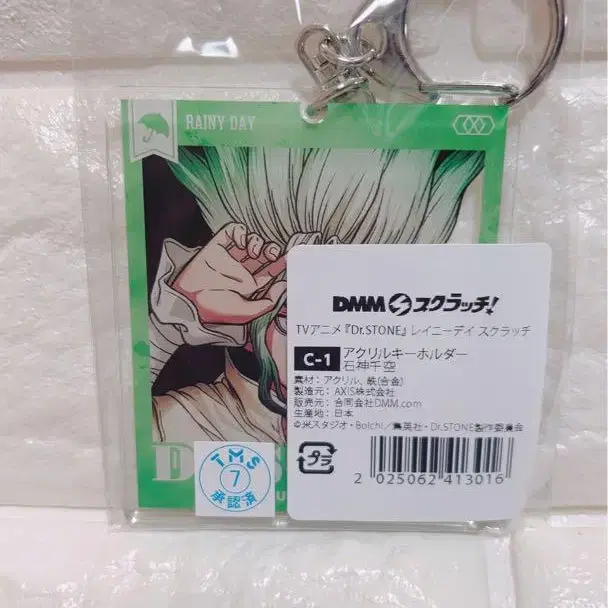 RAINY DAY
DMMスクラッチ!
TVアニメ『Dr.STONE』レイニーデイ スクラッチ
C-1
アクリルキーホルダー
石神千空
素材：アクリル、鉄(合金)
製造元：AXIS株式会社
販売元：合同会社DMM.com
生産地：日本
©米スタジオ・Boichi／集英社・Dr.STONE製作委員会
プラ
2 025062 413016
TMS
7
承認済